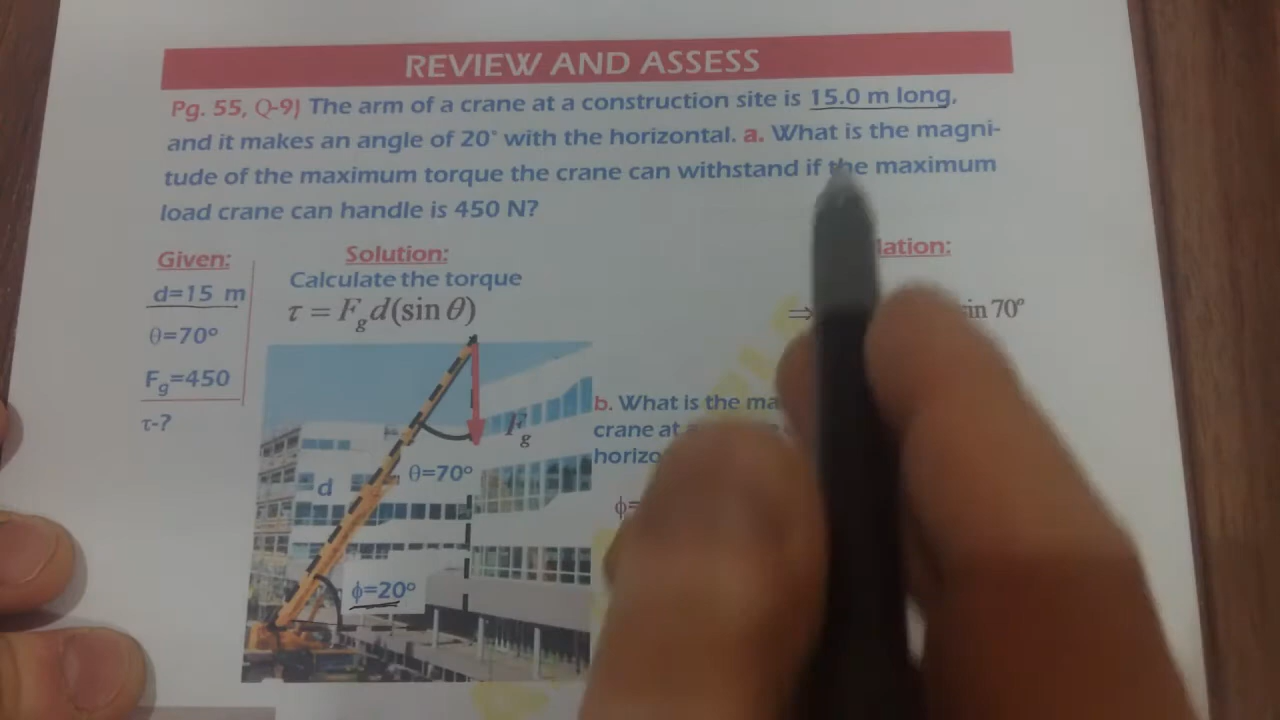 REVIEW AND ASSESS
Pg. 55, Q-9) The arm of a crane at a construction site is 15.0 m long,
and it makes an angle of 20° with the horizontal. a. What is the magni-
tude of the maximum torque the crane can withstand if the maximum
load crane can handle is 450 N?
Given:
d=15 m
θ=70°
Fg=450
τ-?
Solution:
Calculate the torque
τ = Fg d(sin θ)
lation:
⇒ in 70°
Fg
θ=70°
d
ϕ=20°
b. What is the ma
crane at
horizo
ϕ=